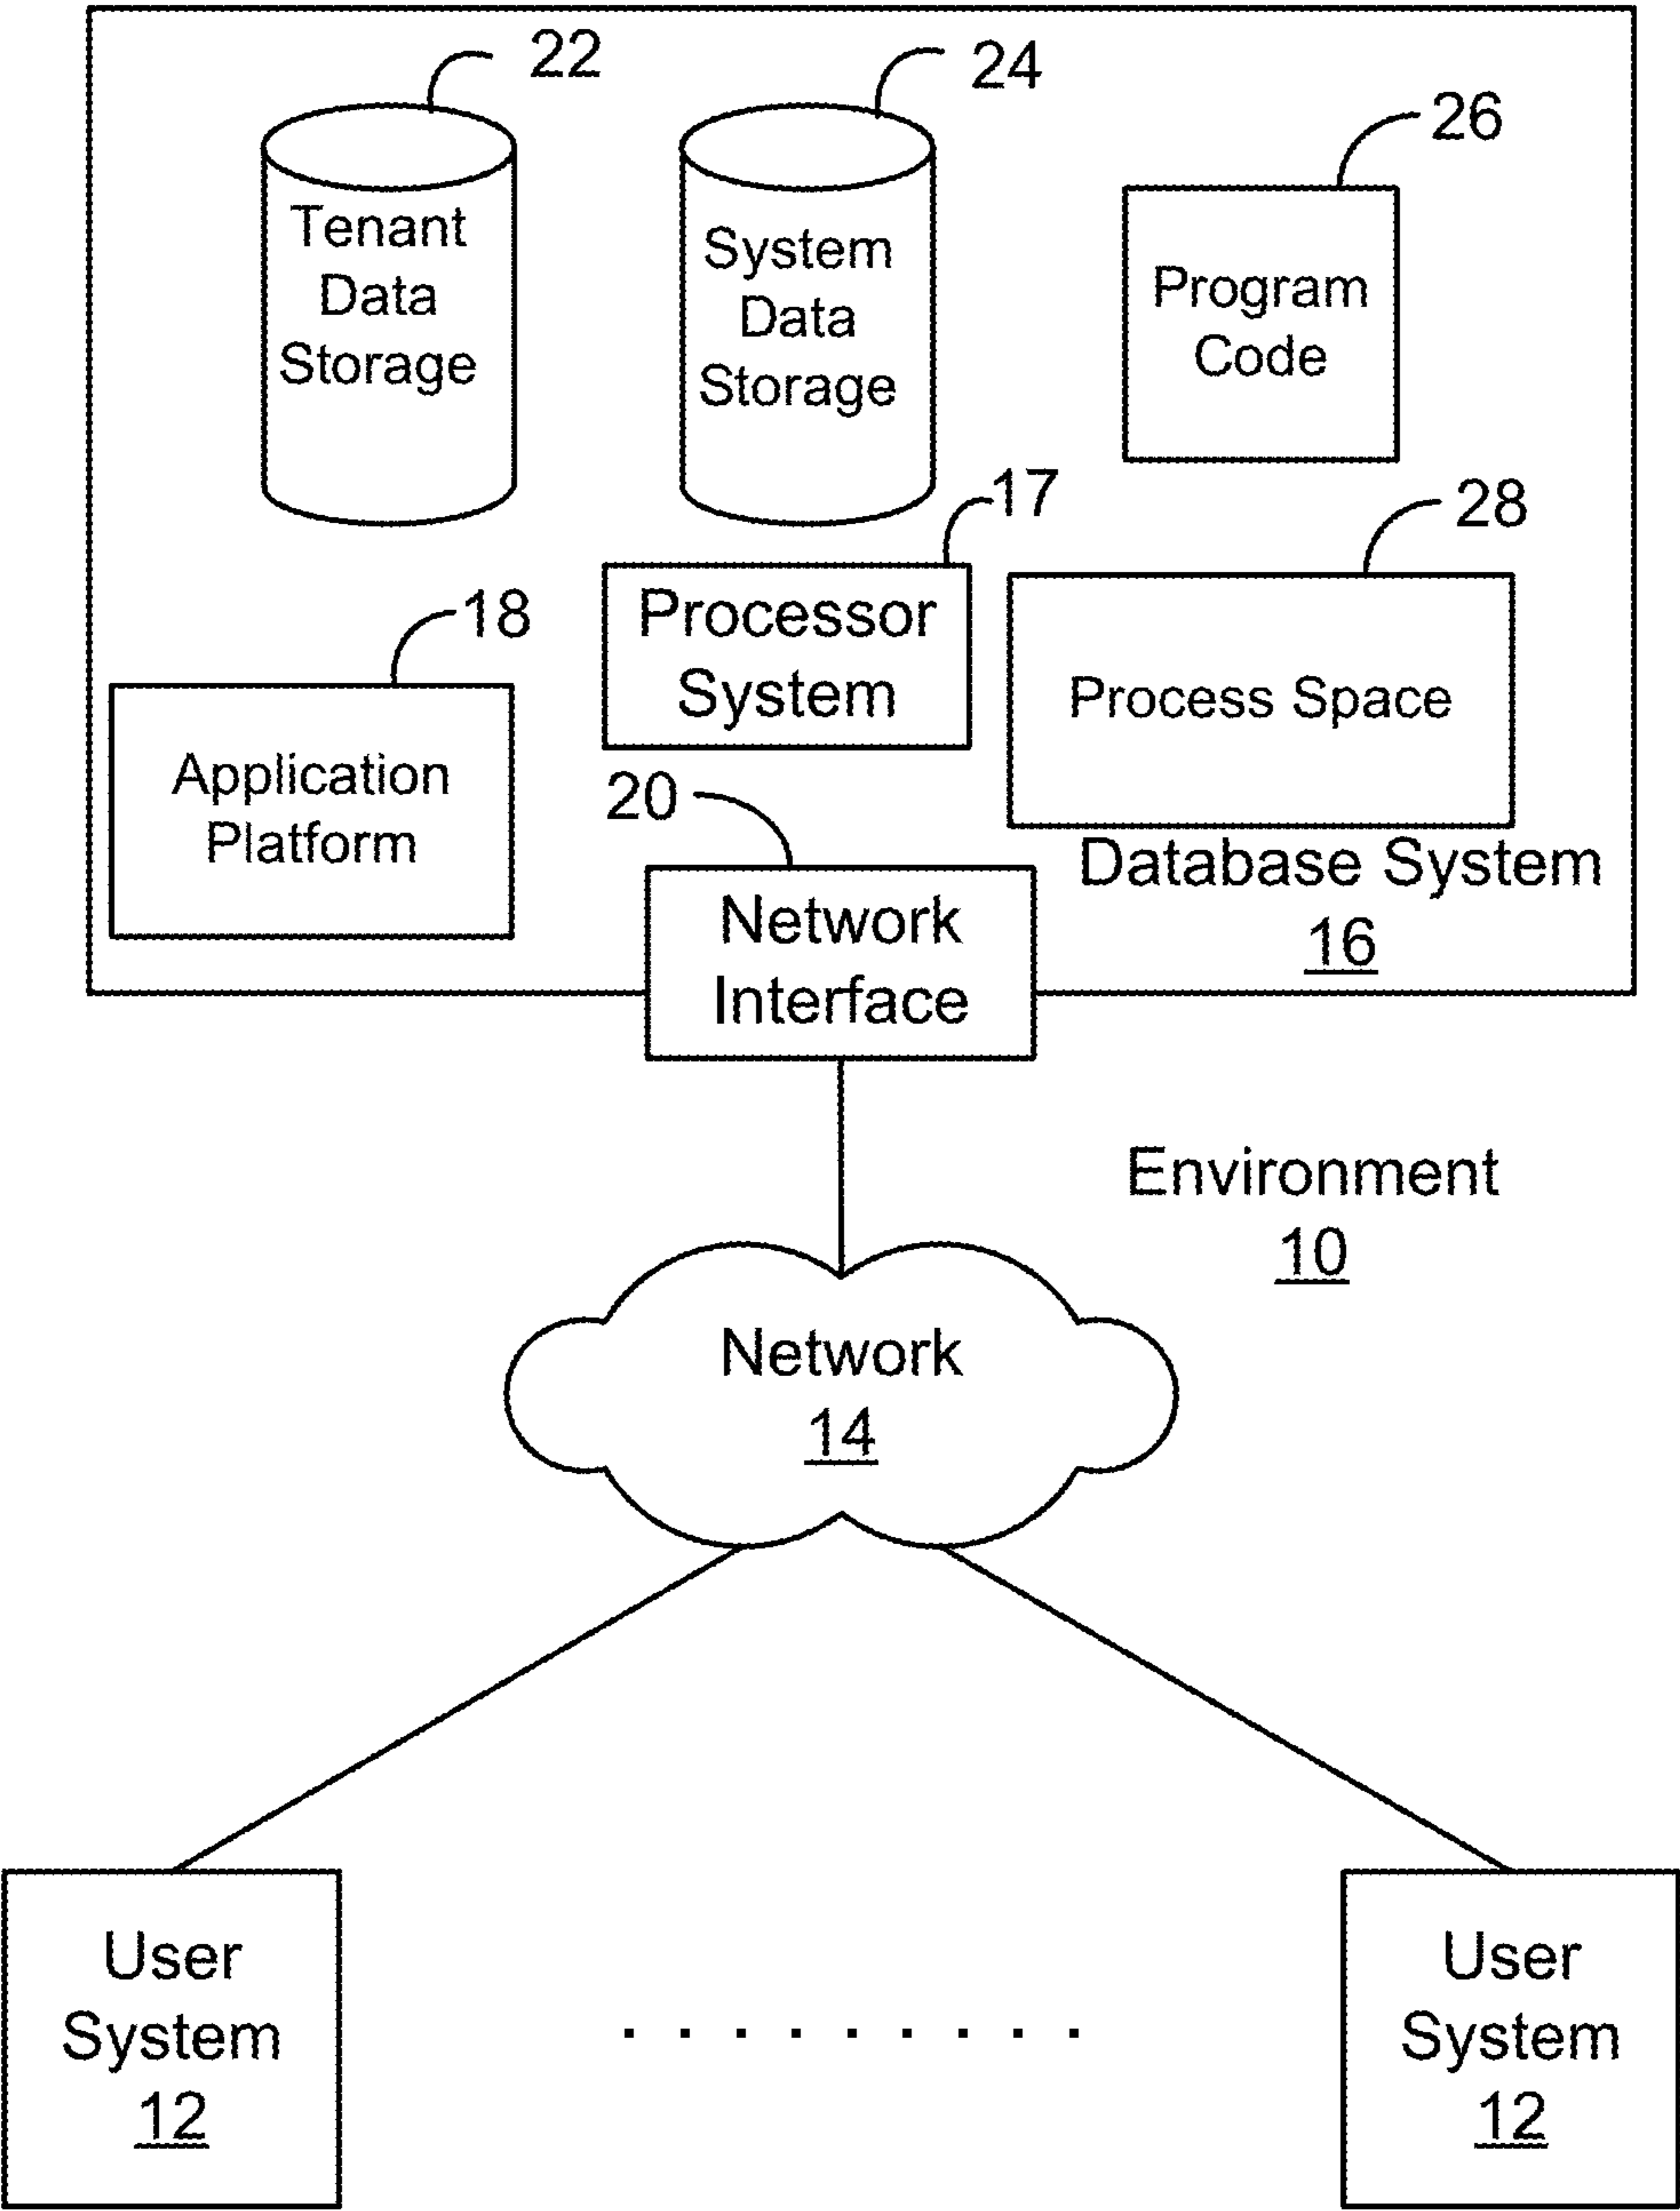 22
24
26
Tenant
Data
Storage
System
Data
Storage
Program
Code
17
28
18
Processor
System
Process Space
Application
Platform
20
Database System
16
Network
Interface
Environment
10
Network
14
User
System
12
. . . . . . . . .
User
System
12